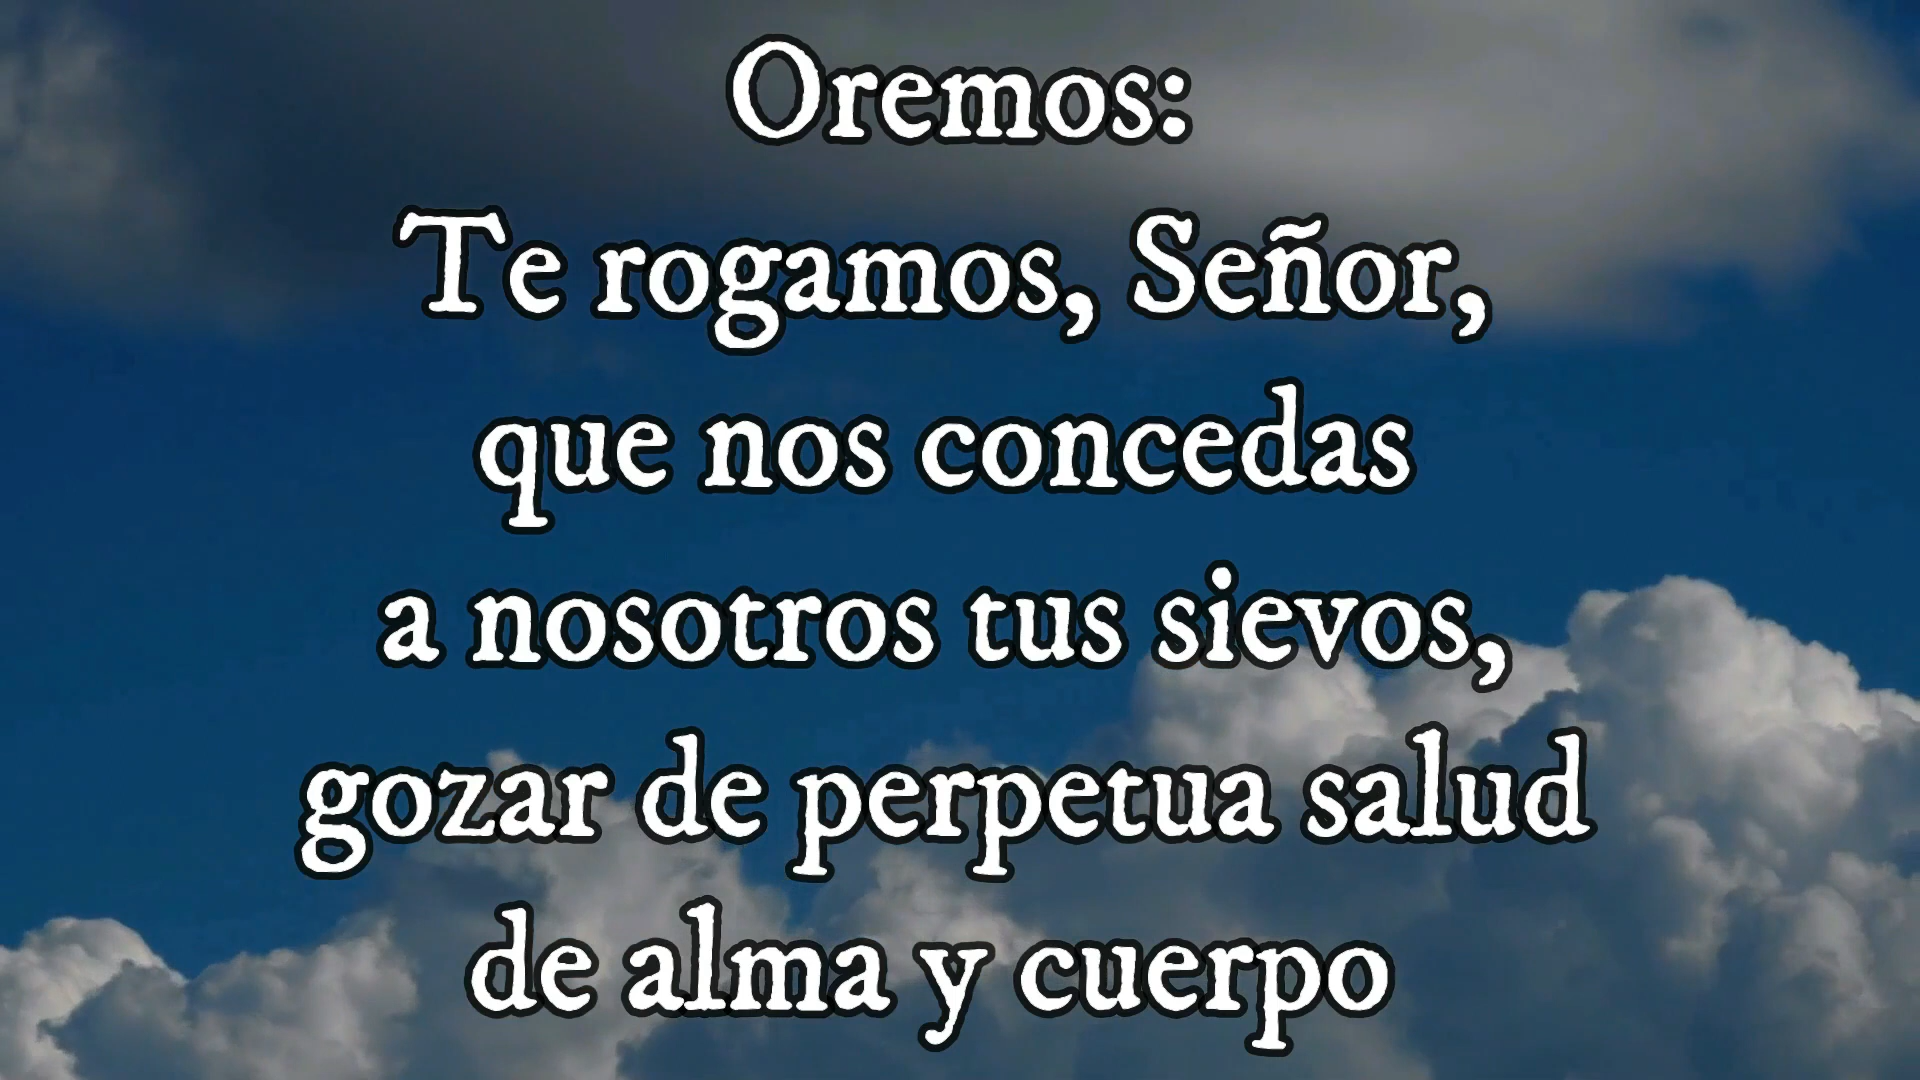 Oremos:
Te rogamos, Señor,
que nos concedas
a nosotros tus sievos,
gozar de perpetua salud
de alma y cuerpo